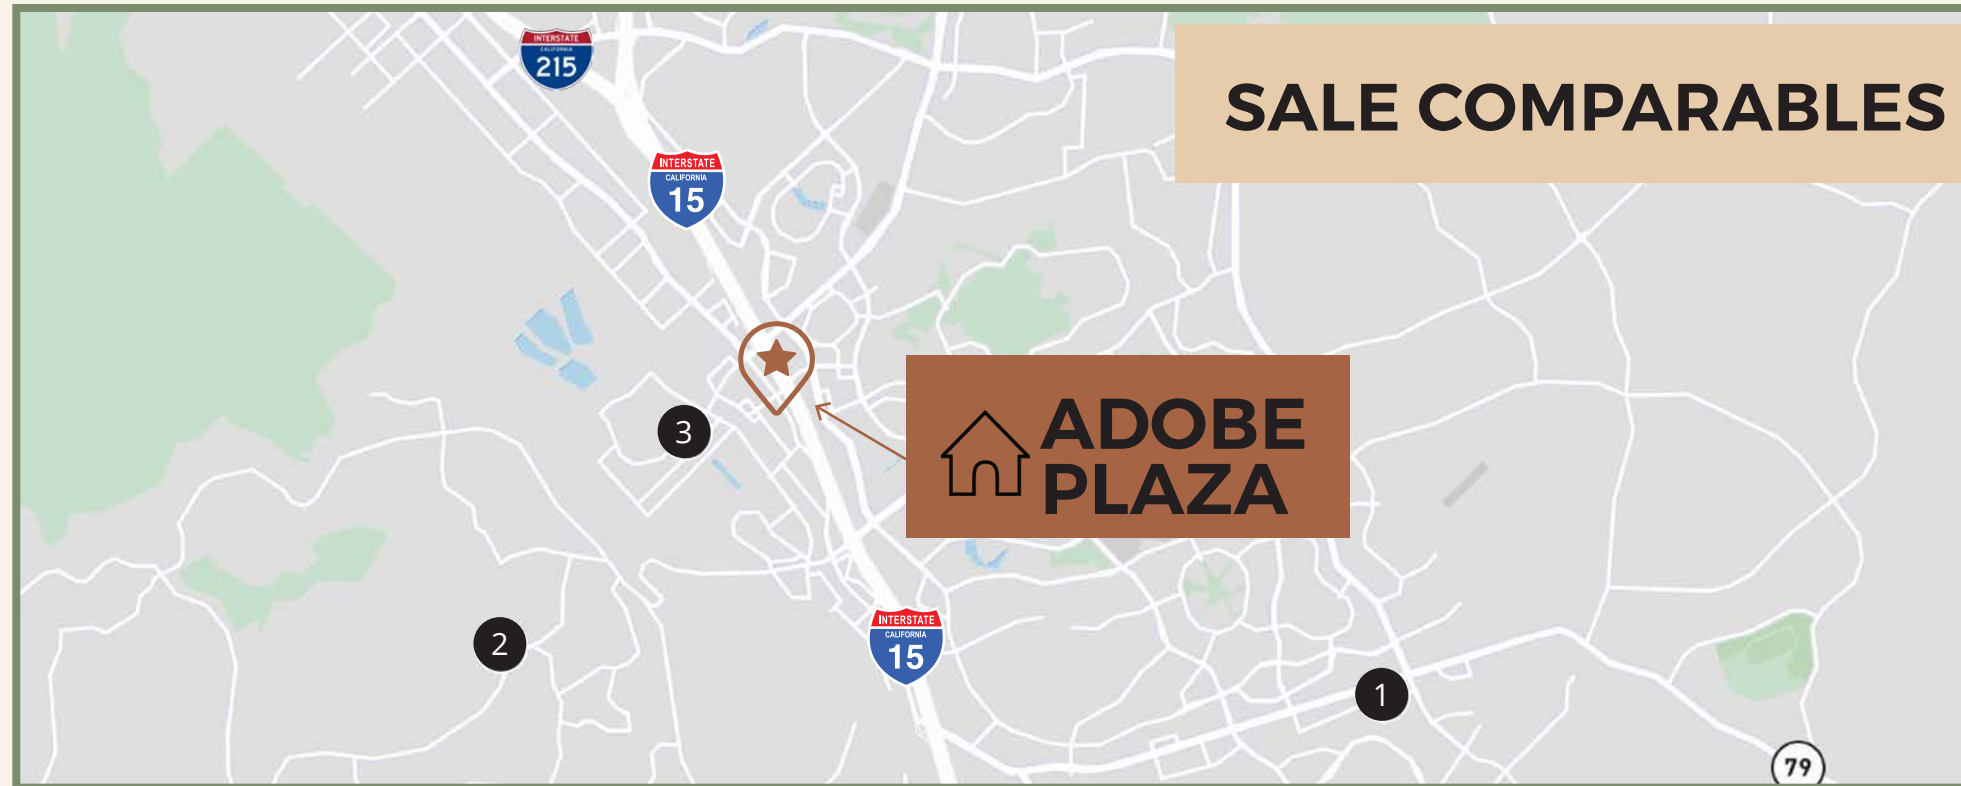 INTERSTATE
CALIFORNIA
215
SALE COMPARABLES
INTERSTATE
CALIFORNIA
15
ADOBE
PLAZA
3
2
INTERSTATE
CALIFORNIA
15
1
79